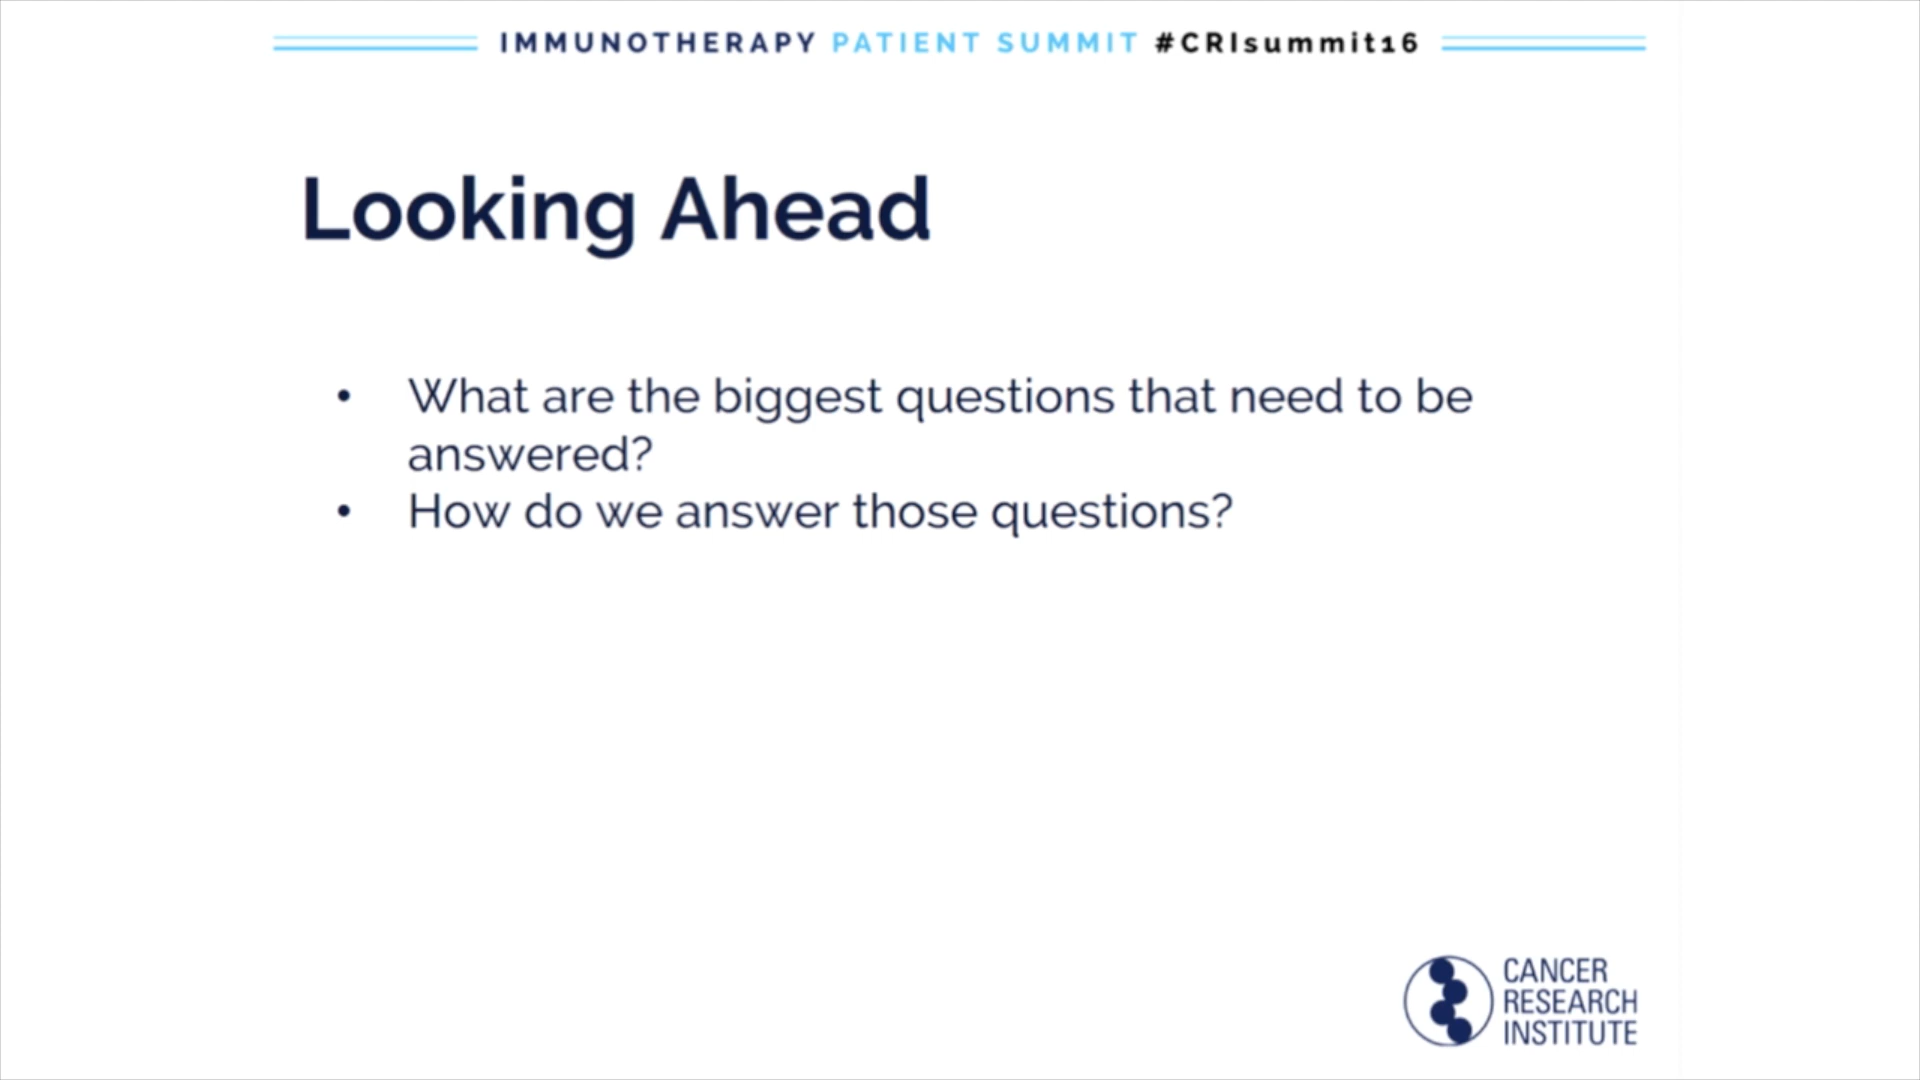 IMMUNOTHERAPY PATIENT SUMMIT #CRIsummit16
Looking Ahead
• What are the biggest questions that need to be
answered?
• How do we answer those questions?
CANCER
RESEARCH
INSTITUTE